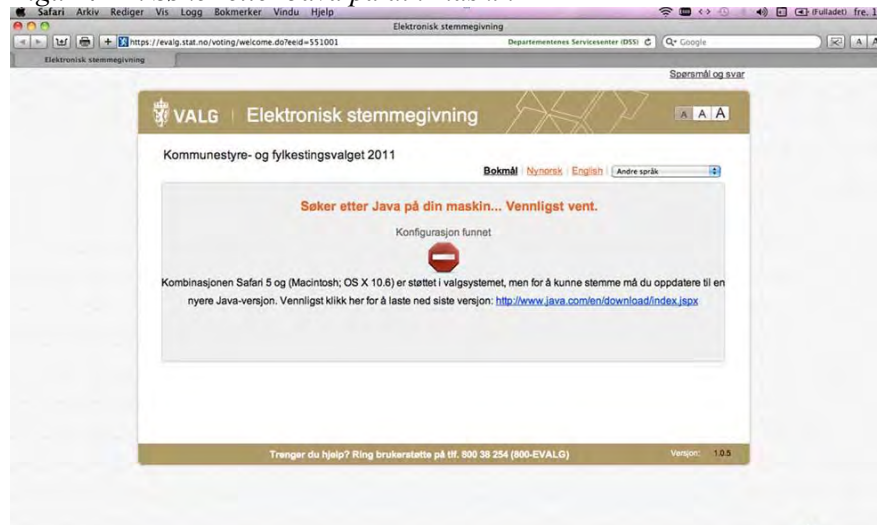 Safari Arkiv Rediger Vis Logg Bokmerker Vindu Hjelp (Fulladet) fre. 1
Elektronisk stemmegivning
https://evalg.stat.no/voting/welcome.do?eeid=551001 Departementenes Servicesenter (DSS) Google
Elektronisk stemmegivning
Spørsmål og svar
VALG Elektronisk stemmegivning A A A
Kommunestyre- og fylkestingsvalget 2011
Bokmål Nynorsk English Andre språk
Søker etter Java på din maskin... Vennligst vent.
Konfigurasjon funnet
Kombinasjonen Safari 5 og (Macintosh; OS X 10.6) er støttet i valgsystemet, men for å kunne stemme må du oppdatere til en
nyere Java-versjon. Vennligst klikk her for å laste ned siste versjon: http://www.java.com/en/download/index.jspx
Trenger du hjelp? Ring brukerstøtte på tlf. 800 38 254 (800-EVALG) Versjon: 1.0.5